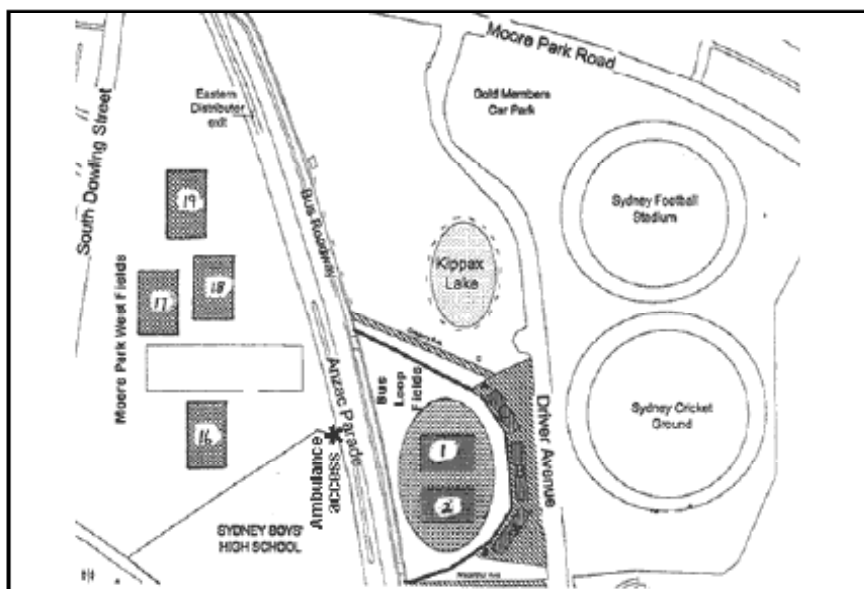 Moore Park Road
South Dowling Street
Eastern
Distributor
exit
Gold Members
Car Park
Sydney Football
Stadium
Bus Roadway
19
18
17
Kippax
Lake
Moore Park West Fields
Anzac Parade
Bus Loop
Fields
Driver Avenue
Sydney Cricket
Ground
16
1
2
Ambulance
access
SYDNEY BOYS'
HIGH SCHOOL